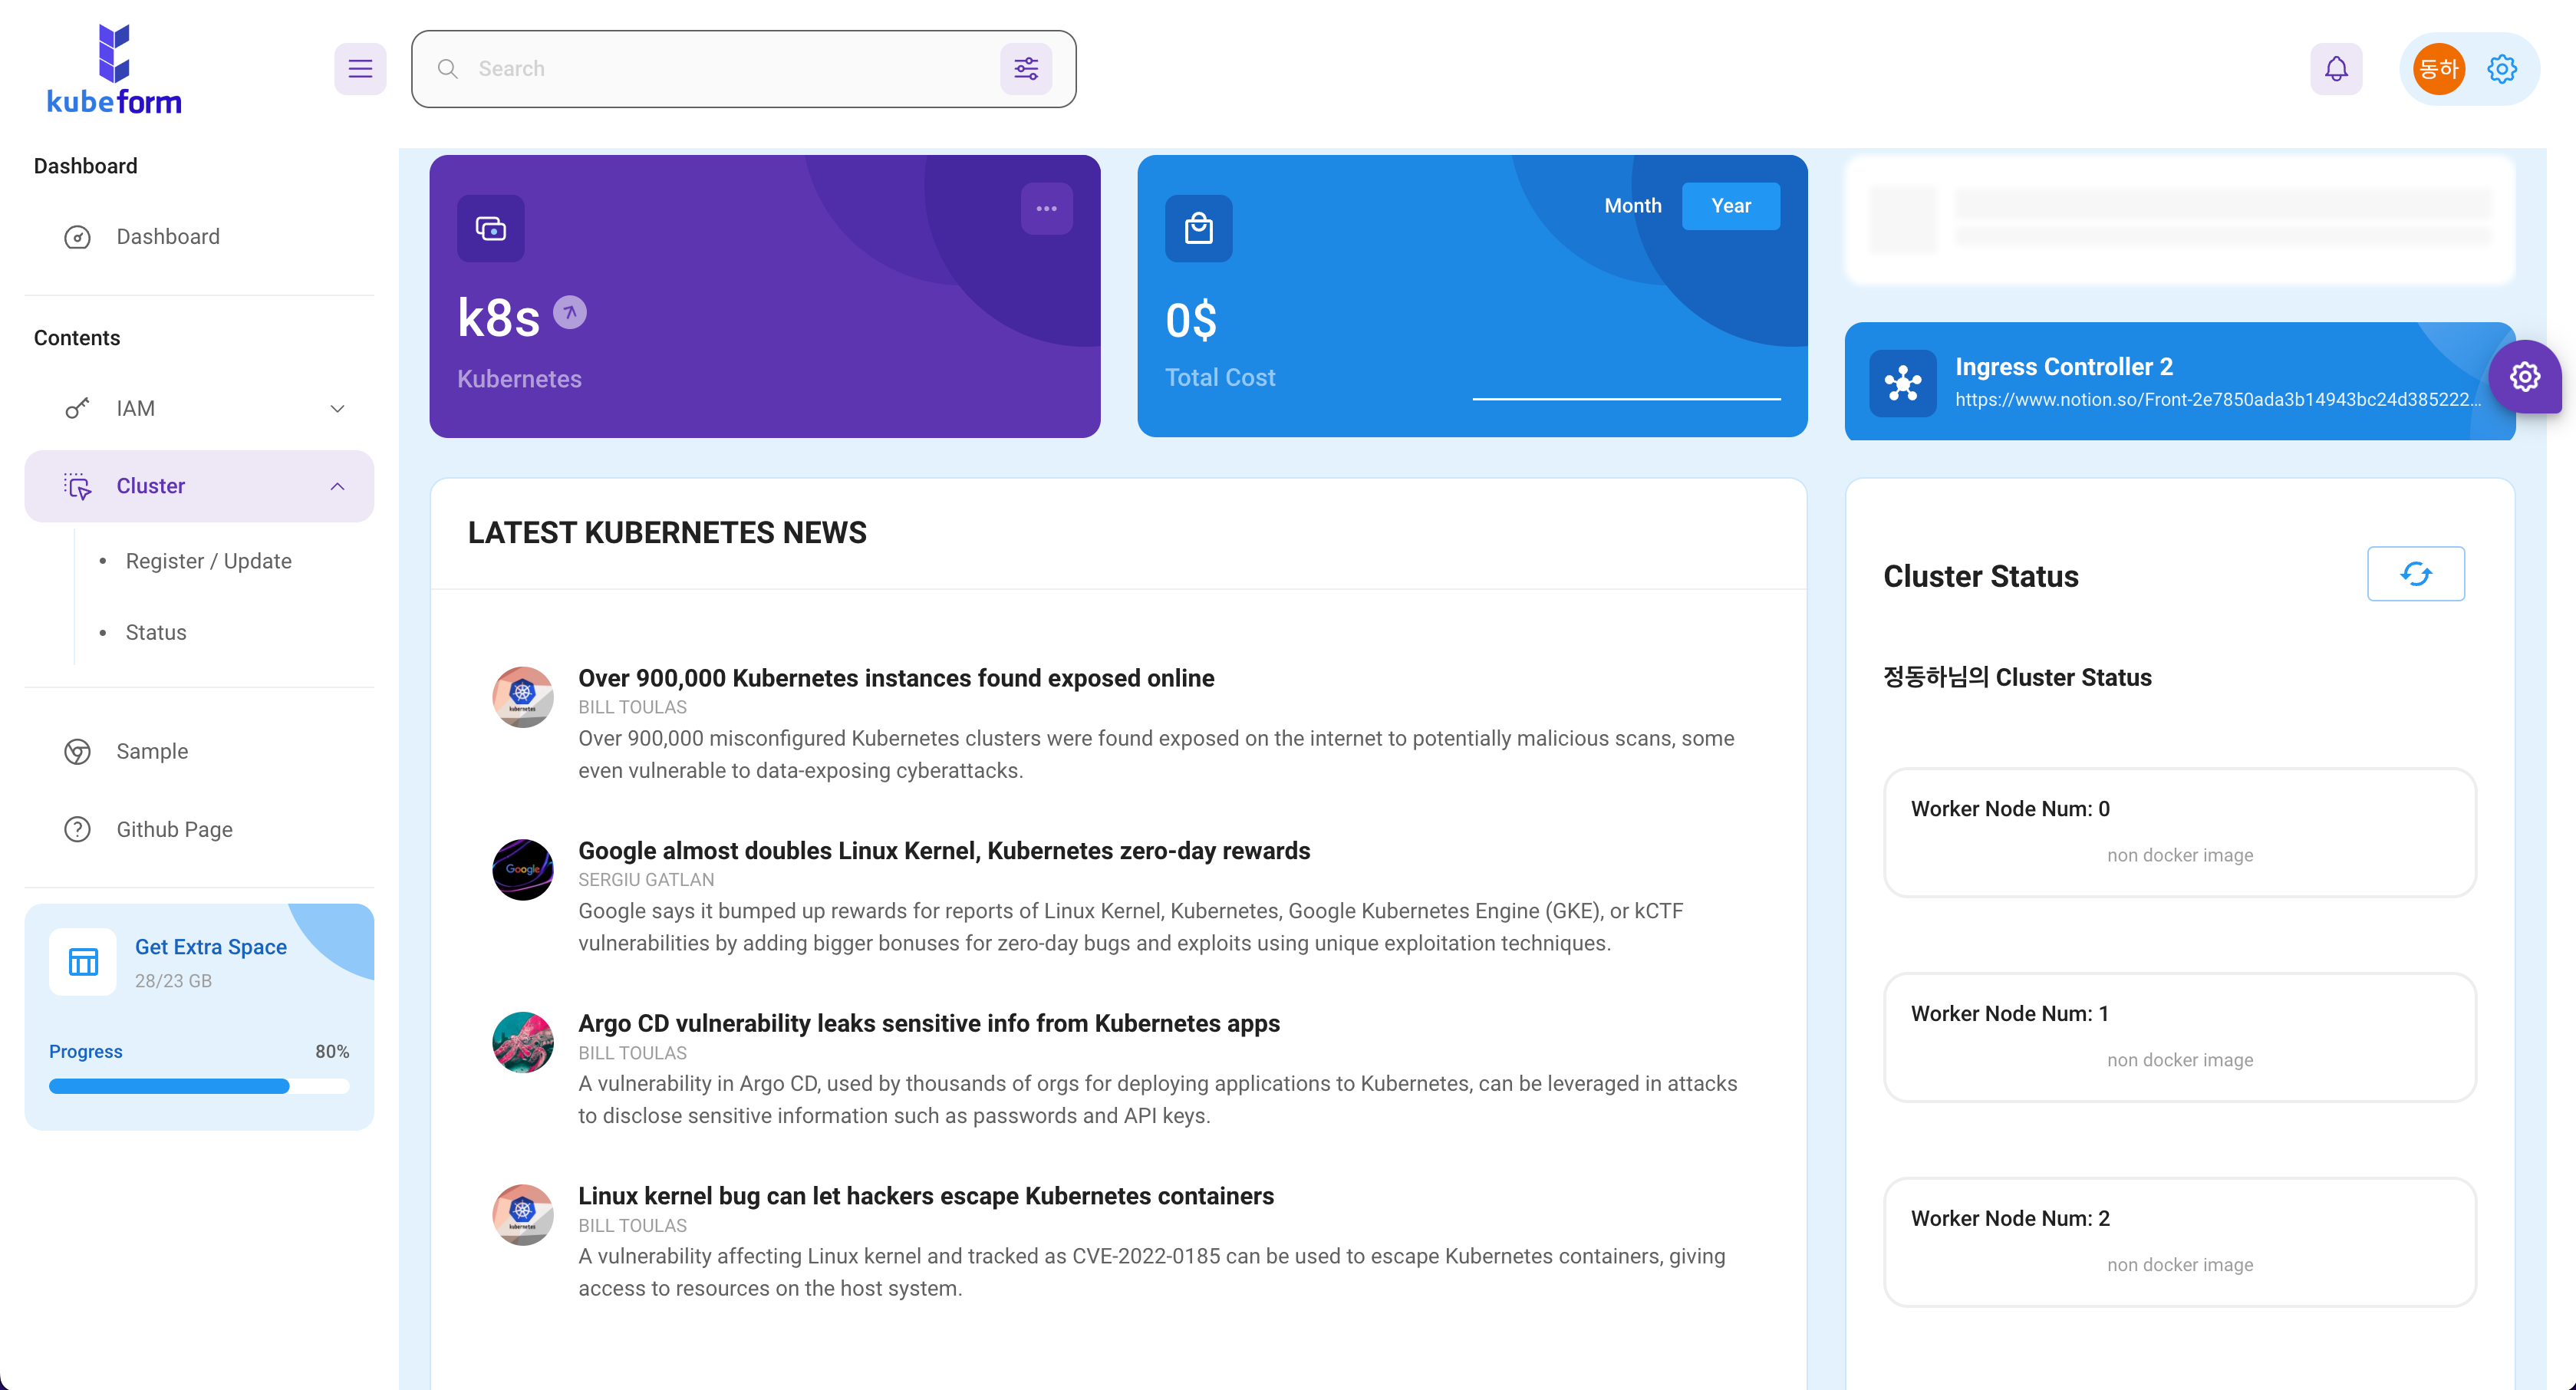 kubeform
Search
동하
Dashboard
Dashboard
Contents
IAM
Cluster
Register / Update
Status
Sample
Github Page
Get Extra Space
28/23 GB
Progress
80%
k8s
Kubernetes
Month
Year
0$
Total Cost
Ingress Controller 2
https://www.notion.so/Front-2e7850ada3b14943bc24d385222...
LATEST KUBERNETES NEWS
kubernetes
Over 900,000 Kubernetes instances found exposed online
BILL TOULAS
Over 900,000 misconfigured Kubernetes clusters were found exposed on the internet to potentially malicious scans, some
even vulnerable to data-exposing cyberattacks.
Google
Google almost doubles Linux Kernel, Kubernetes zero-day rewards
SERGIU GATLAN
Google says it bumped up rewards for reports of Linux Kernel, Kubernetes, Google Kubernetes Engine (GKE), or kCTF
vulnerabilities by adding bigger bonuses for zero-day bugs and exploits using unique exploitation techniques.
Argo CD vulnerability leaks sensitive info from Kubernetes apps
BILL TOULAS
A vulnerability in Argo CD, used by thousands of orgs for deploying applications to Kubernetes, can be leveraged in attacks
to disclose sensitive information such as passwords and API keys.
kubernetes
Linux kernel bug can let hackers escape Kubernetes containers
BILL TOULAS
A vulnerability affecting Linux kernel and tracked as CVE-2022-0185 can be used to escape Kubernetes containers, giving
access to resources on the host system.
Cluster Status
정동하님의 Cluster Status
Worker Node Num: 0
non docker image
Worker Node Num: 1
non docker image
Worker Node Num: 2
non docker image